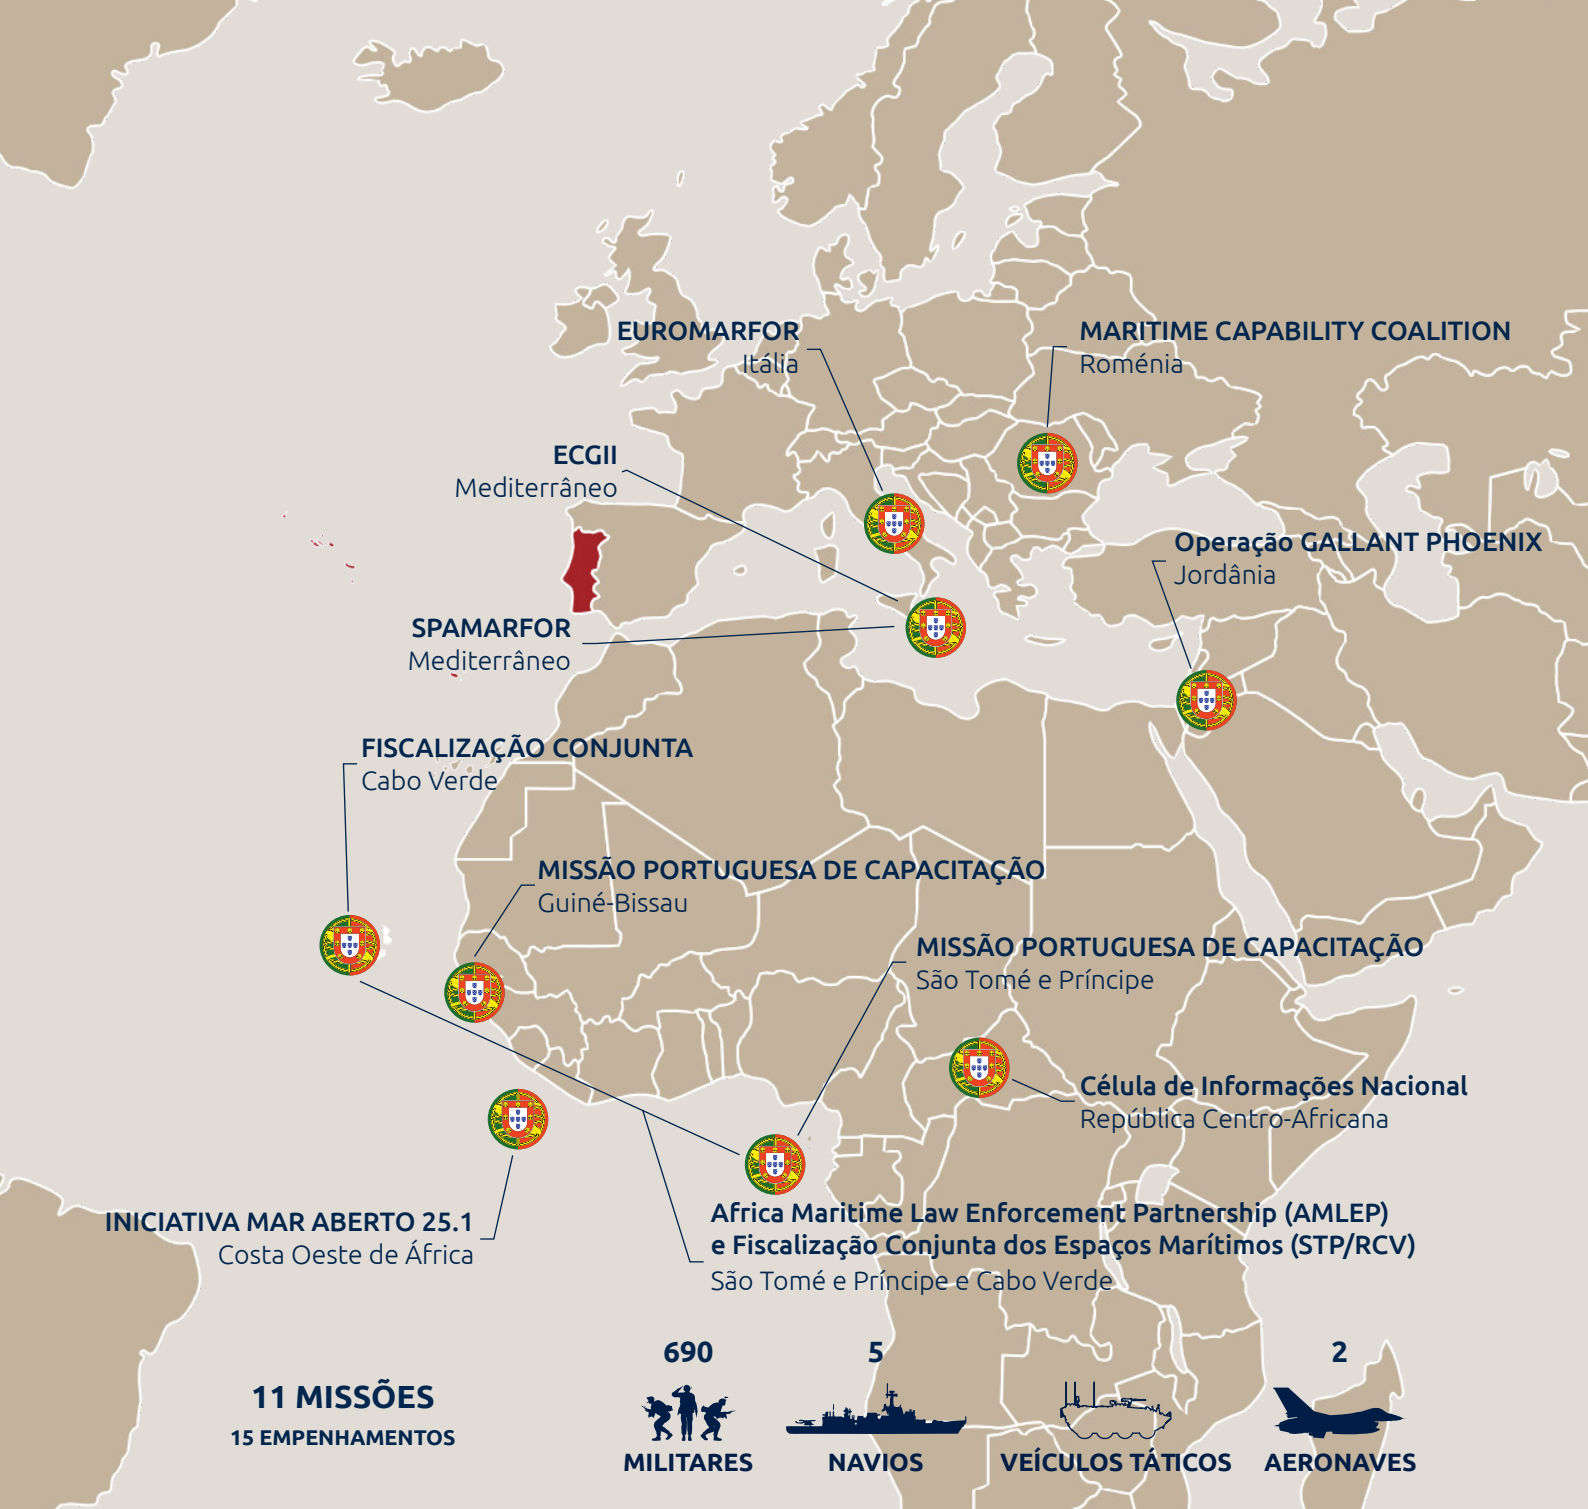 EUROMARFOR
Itália
MARITIME CAPABILITY COALITION
Roménia
ECGII
Mediterrâneo
Operação GALLANT PHOENIX
Jordânia
SPAMARFOR
Mediterrâneo
FISCALIZAÇÃO CONJUNTA
Cabo Verde
MISSÃO PORTUGUESA DE CAPACITAÇÃO
Guiné-Bissau
MISSÃO PORTUGUESA DE CAPACITAÇÃO
São Tomé e Príncipe
Célula de Informações Nacional
República Centro-Africana
INICIATIVA MAR ABERTO 25.1
Costa Oeste de África
Africa Maritime Law Enforcement Partnership (AMLEP)
e Fiscalização Conjunta dos Espaços Marítimos (STP/RCV)
São Tomé e Príncipe e Cabo Verde
11 MISSÕES
15 EMPENHAMENTOS
690
MILITARES
5
NAVIOS
VEÍCULOS TÁTICOS
2
AERONAVES